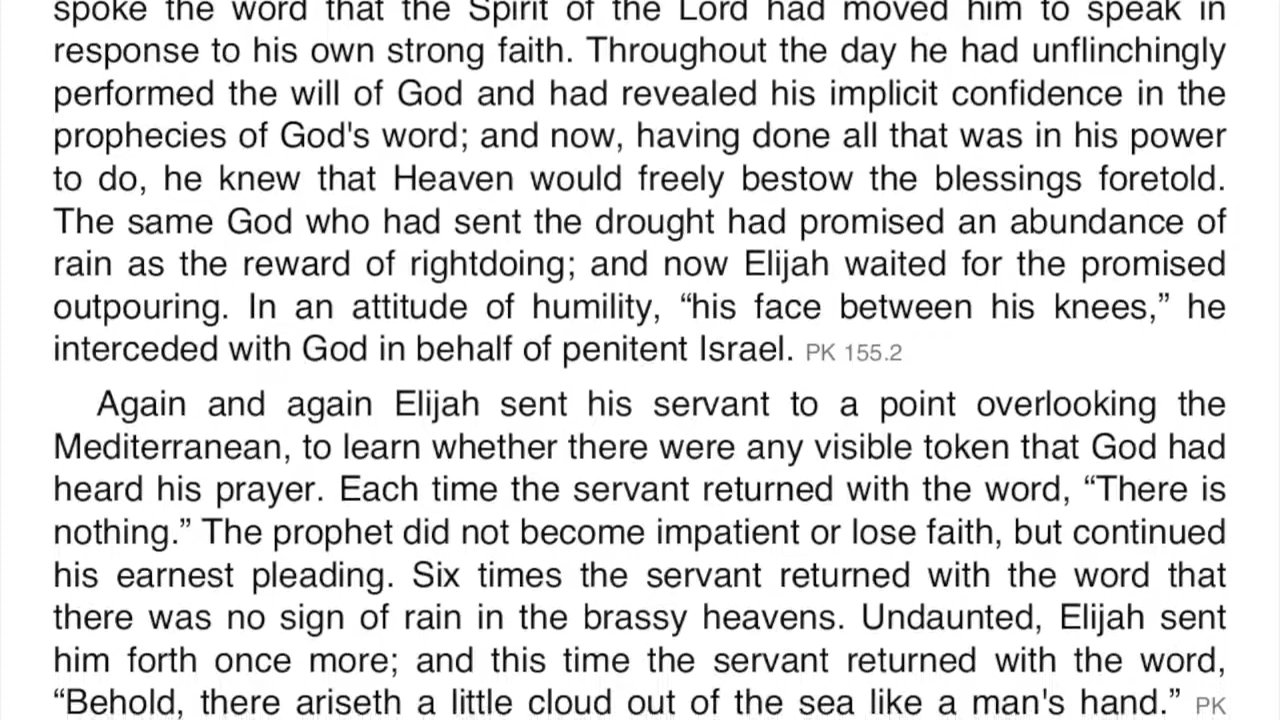 spoke the word that the Spirit of the Lord had moved him to speak in
response to his own strong faith. Throughout the day he had unflinchingly
performed the will of God and had revealed his implicit confidence in the
prophecies of God's word; and now, having done all that was in his power
to do, he knew that Heaven would freely bestow the blessings foretold.
The same God who had sent the drought had promised an abundance of
rain as the reward of rightdoing; and now Elijah waited for the promised
outpouring. In an attitude of humility, “his face between his knees,” he
interceded with God in behalf of penitent Israel. PK 155.2
Again and again Elijah sent his servant to a point overlooking the
Mediterranean, to learn whether there were any visible token that God had
heard his prayer. Each time the servant returned with the word, “There is
nothing.” The prophet did not become impatient or lose faith, but continued
his earnest pleading. Six times the servant returned with the word that
there was no sign of rain in the brassy heavens. Undaunted, Elijah sent
him forth once more; and this time the servant returned with the word,
“Behold, there ariseth a little cloud out of the sea like a man's hand.” PK